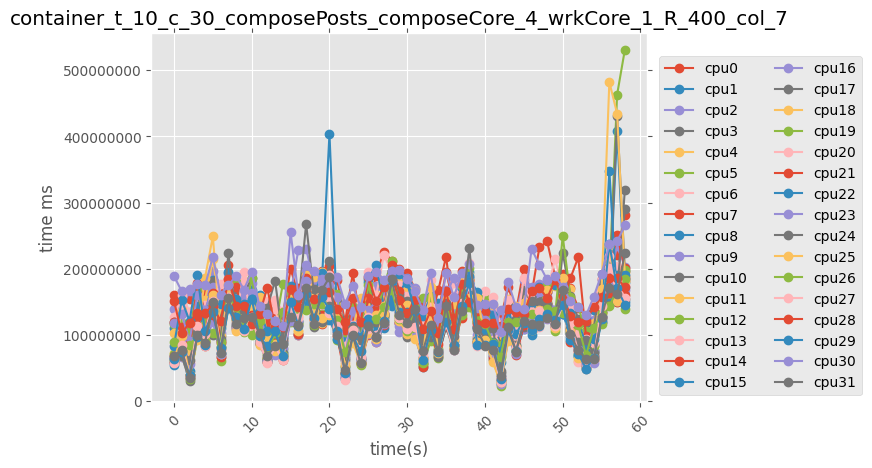 container_t_10_c_30_composePosts_composeCore_4_wrkCore_1_R_400_col_7
time ms
500000000
400000000
300000000
200000000
100000000
0
0
10
20
30
40
50
60
time(s)
cpu0
cpu1
cpu2
cpu3
cpu4
cpu5
cpu6
cpu7
cpu8
cpu9
cpu10
cpu11
cpu12
cpu13
cpu14
cpu15
cpu16
cpu17
cpu18
cpu19
cpu20
cpu21
cpu22
cpu23
cpu24
cpu25
cpu26
cpu27
cpu28
cpu29
cpu30
cpu31